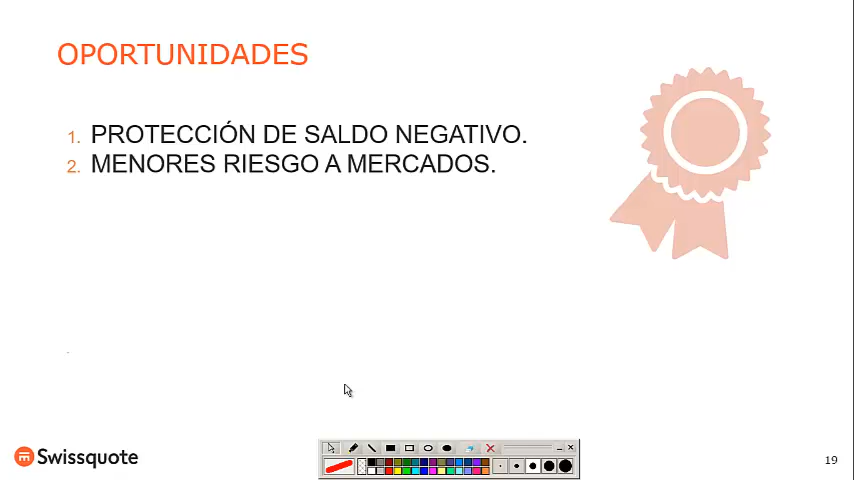 OPORTUNIDADES
1. PROTECCIÓN DE SALDO NEGATIVO.
2. MENORES RIESGO A MERCADOS.
Swissquote
19